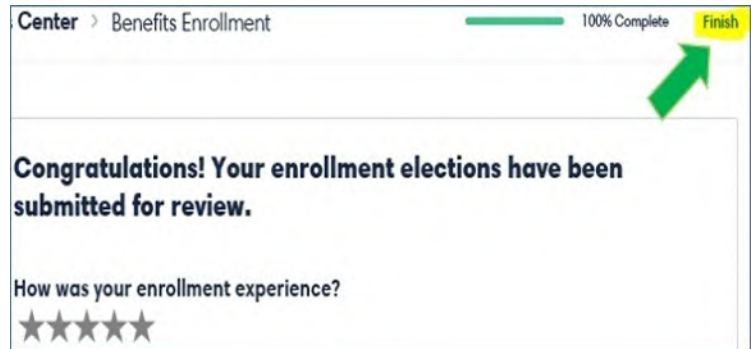 Center > Benefits Enrollment 100% Complete Finish
Congratulations! Your enrollment elections have been
submitted for review.
How was your enrollment experience?